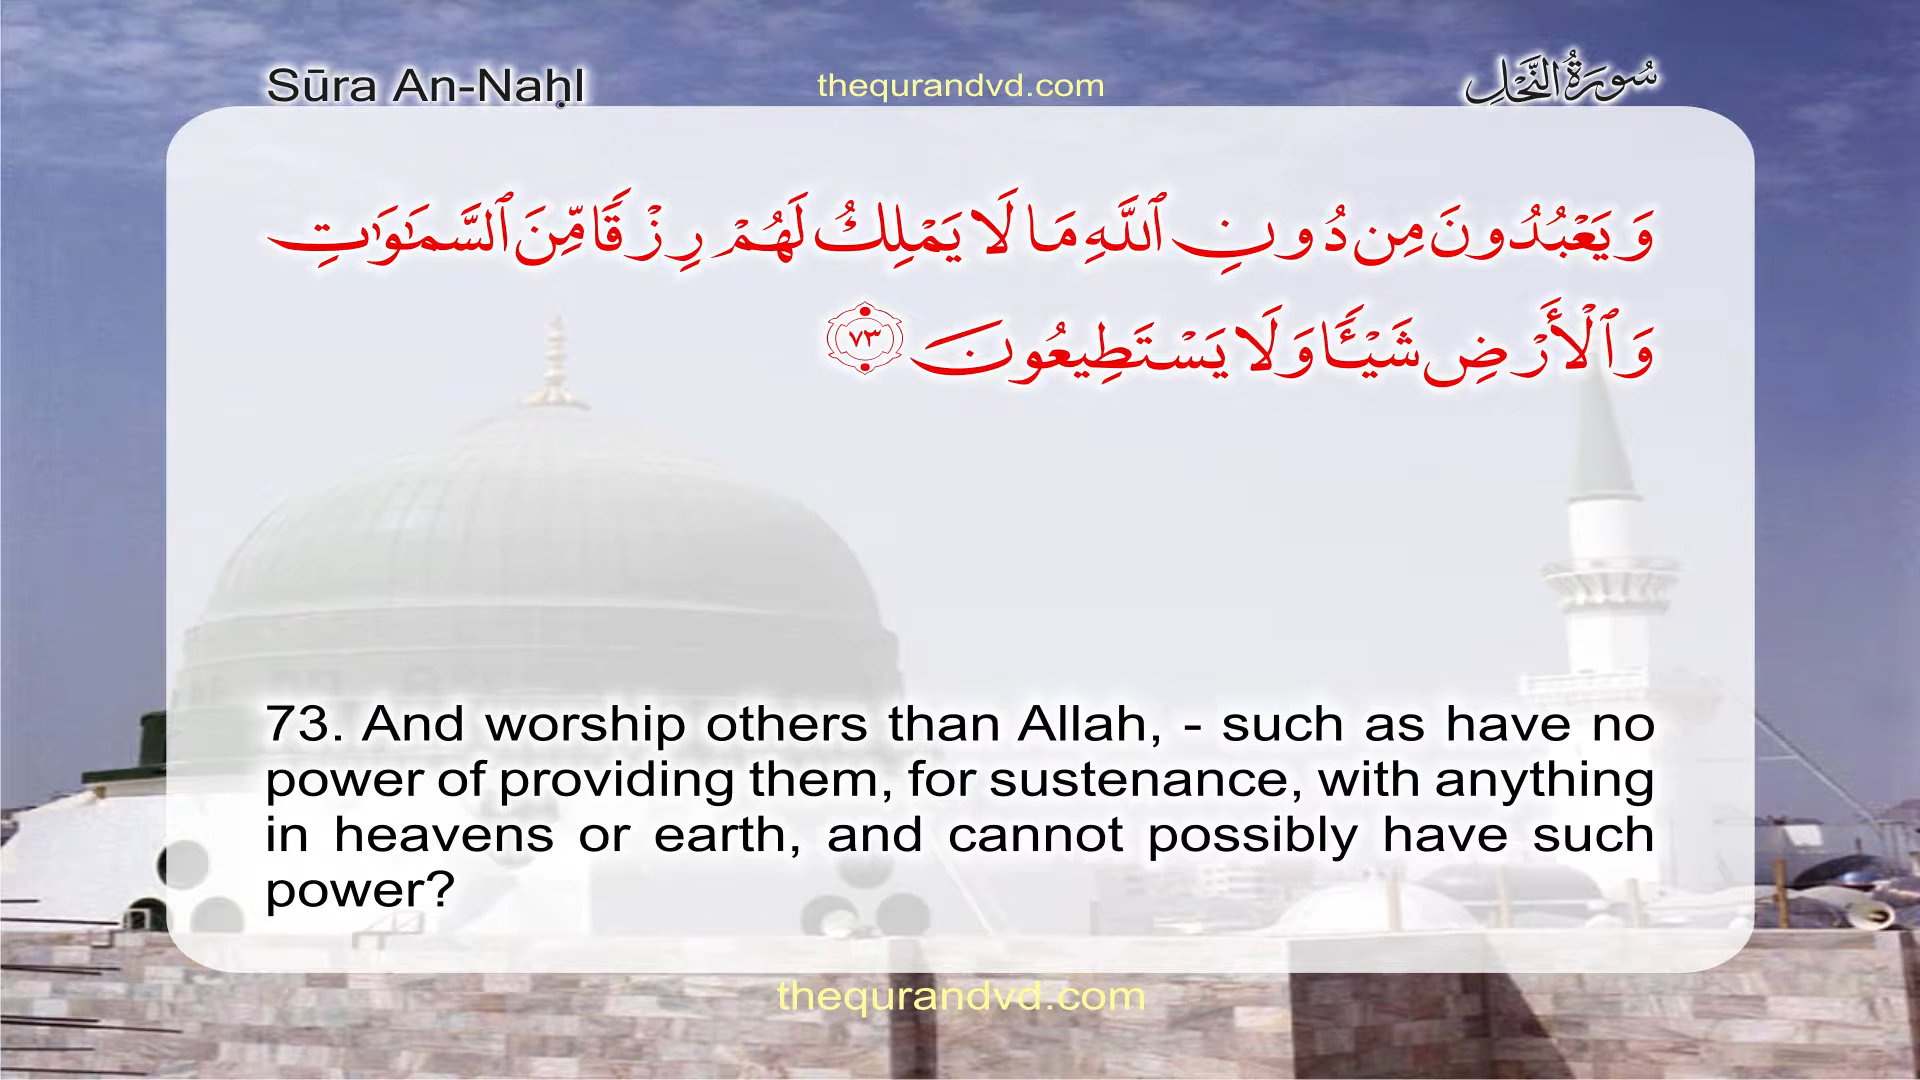 Sūra An-Naḥl
thequrandvd.com
سُورَةُ النَّحْلِ
وَيَعْبُدُونَ مِن دُونِ ٱللَّهِ مَا لَا يَمْلِكُ لَهُمْ رِزْقًا مِّنَ ٱلسَّمَٰوَٰتِ
وَٱلْأَرْضِ شَيْـًٔا وَلَا يَسْتَطِيعُونَ ٧٣
73. And worship others than Allah, - such as have no
power of providing them, for sustenance, with anything
in heavens or earth, and cannot possibly have such
power?
thequrandvd.com